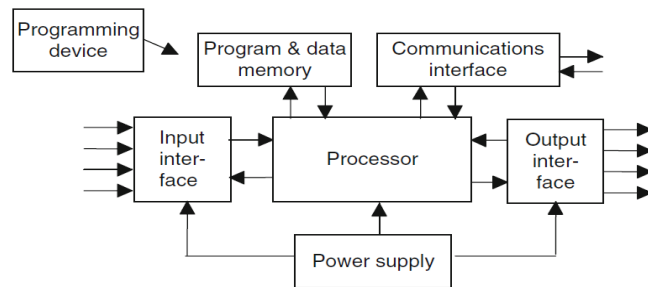 Programming
device
Program & data
memory
Communications
interface
Input
inter-
face
Processor
Output
inter-
face
Power supply